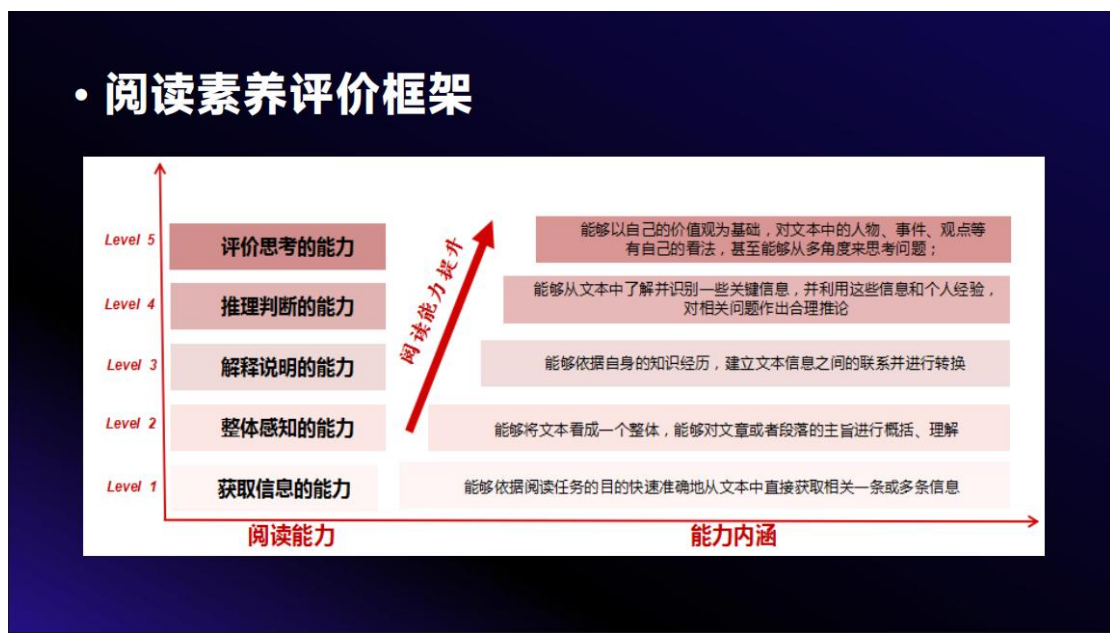 • 阅读素养评价框架
Level 5
评价思考的能力
能够以自己的价值观为基础，对文本中的人物、事件、观点等
有自己的看法，甚至能够从多角度来思考问题；
Level 4
推理判断的能力
能够从文本中了解并识别一些关键信息，并利用这些信息和个人经验，
对相关问题作出合理推论
阅读能力提升
Level 3
解释说明的能力
能够依据自身的知识经历，建立文本信息之间的联系并进行转换
Level 2
整体感知的能力
能够将文本看成一个整体，能够对文章或者段落的主旨进行概括、理解
Level 1
获取信息的能力
能够依据阅读任务的目的快速准确地从文本中直接获取相关一条或多条信息
阅读能力
能力内涵